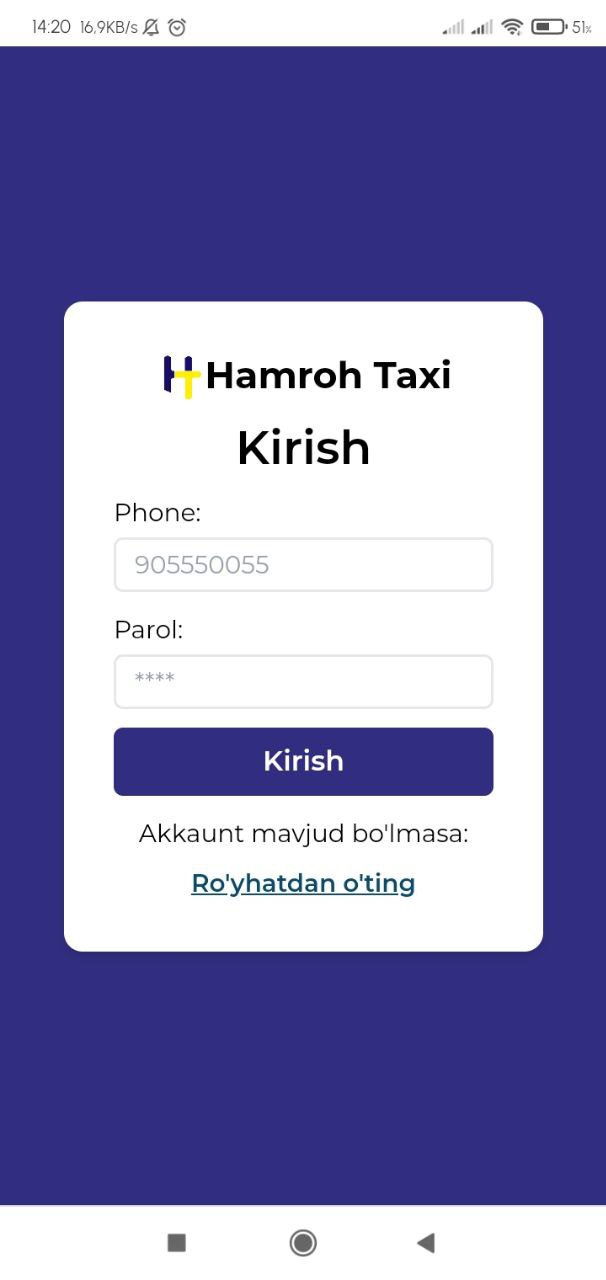 14:20 16,9KB/s 51%
Hamroh Taxi
Kirish
Phone:
905550055
Parol:
****
Kirish
Akkaunt mavjud bo'lmasa:
Ro'yhatdan o'ting